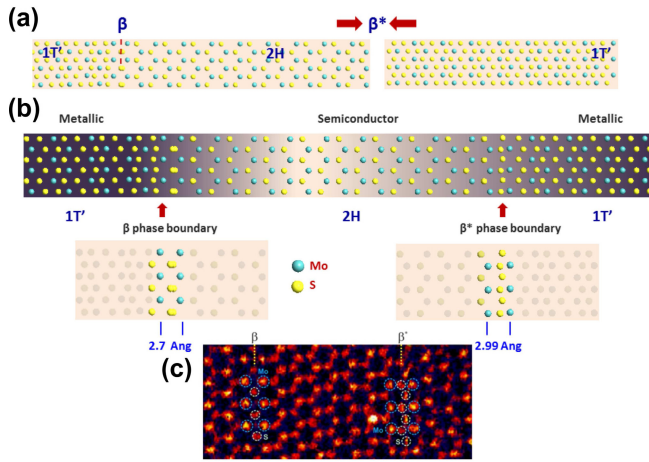 (a)
β
β*
1T’
2H
1T’
(b)
Metallic
Semiconductor
Metallic
1T’
2H
1T’
β phase boundary
β* phase boundary
Mo
S
2.7 Ang
2.99 Ang
(c)
β
β*
Mo
S
Mo
S